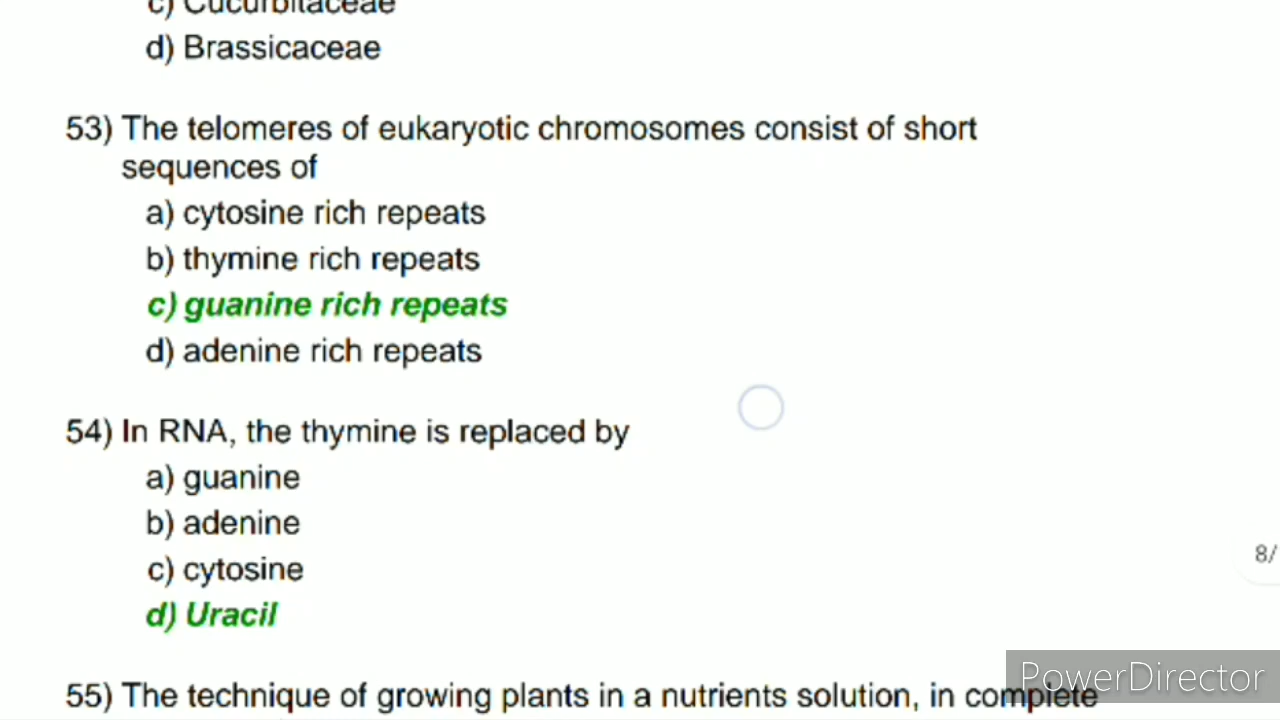 c) Cucurbitaceae
d) Brassicaceae
53) The telomeres of eukaryotic chromosomes consist of short
sequences of
a) cytosine rich repeats
b) thymine rich repeats
c) guanine rich repeats
d) adenine rich repeats
54) In RNA, the thymine is replaced by
a) guanine
b) adenine
c) cytosine
d) Uracil
8/
55) The technique of growing plants in a nutrients solution, in complete
PowerDirector